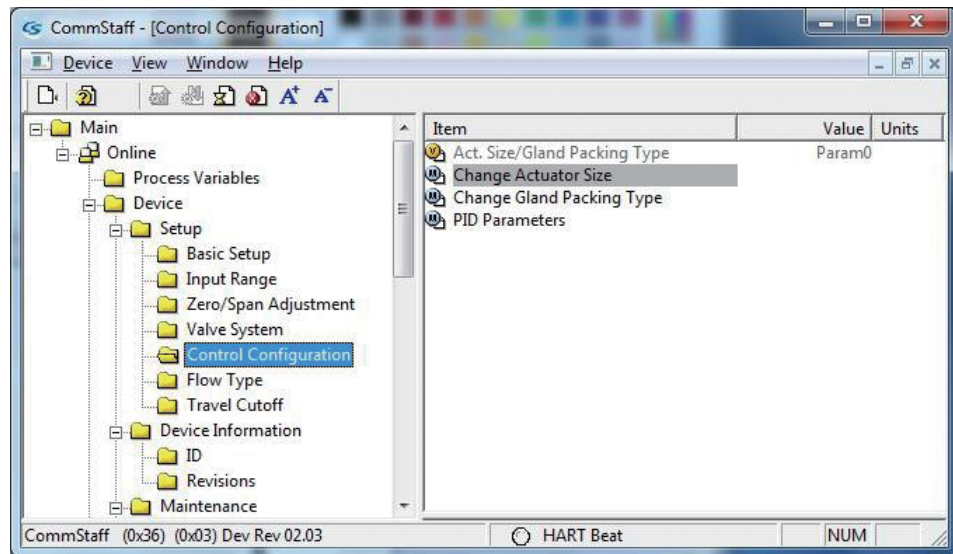 CommStaff - [Control Configuration]
Device View Window Help
Main
Online
Process Variables
Device
Setup
Basic Setup
Input Range
Zero/Span Adjustment
Valve System
Control Configuration
Flow Type
Travel Cutoff
Device Information
ID
Revisions
Maintenance
Item Value Units
Act. Size/Gland Packing Type Param0
Change Actuator Size
Change Gland Packing Type
PID Parameters
CommStaff (0x36) (0x03) Dev Rev 02.03 HART Beat NUM